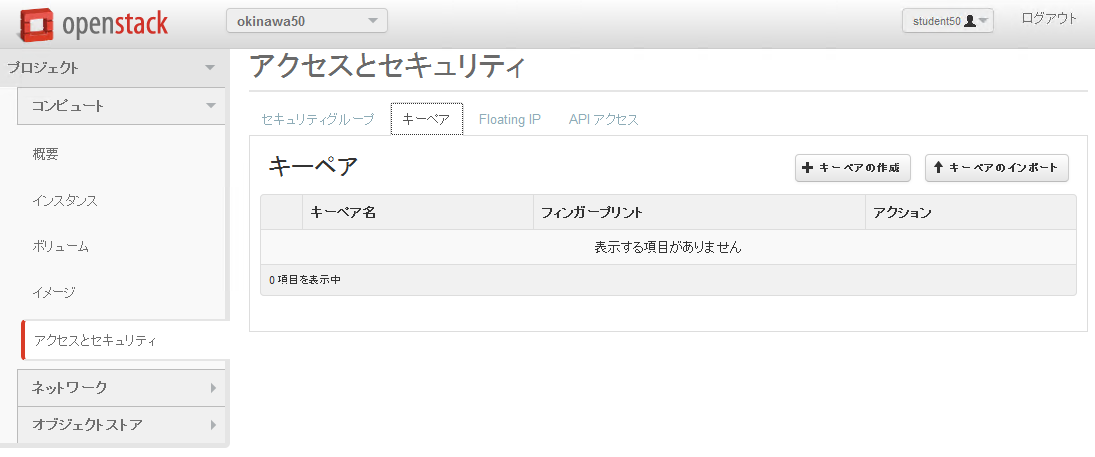 openstack
okinawa50
student50
ログアウト
プロジェクト
コンピュート
概要
インスタンス
ボリューム
イメージ
アクセスとセキュリティ
ネットワーク
オブジェクトストア
アクセスとセキュリティ
セキュリティグループ キーペア Floating IP API アクセス
キーペア
キーペアの作成 キーペアのインポート
キーペア名 フィンガープリント アクション
表示する項目がありません
0 項目を表示中